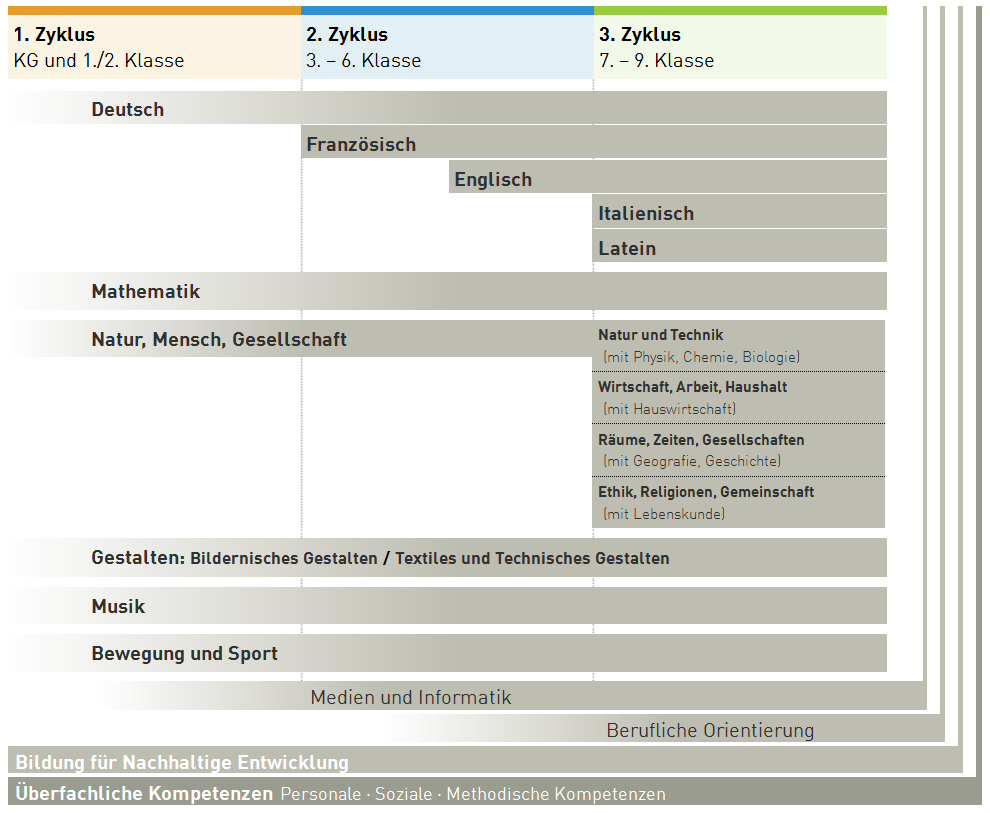 1. Zyklus
KG und 1./2. Klasse
2. Zyklus
3. – 6. Klasse
3. Zyklus
7. – 9. Klasse
Deutsch
Französisch
Englisch
Italienisch
Latein
Mathematik
Natur, Mensch, Gesellschaft
Natur und Technik
(mit Physik, Chemie, Biologie)
Wirtschaft, Arbeit, Haushalt
(mit Hauswirtschaft)
Räume, Zeiten, Gesellschaften
(mit Geografie, Geschichte)
Ethik, Religionen, Gemeinschaft
(mit Lebenskunde)
Gestalten: Bildernisches Gestalten / Textiles und Technisches Gestalten
Musik
Bewegung und Sport
Medien und Informatik
Berufliche Orientierung
Bildung für Nachhaltige Entwicklung
Überfachliche Kompetenzen Personale · Soziale · Methodische Kompetenzen